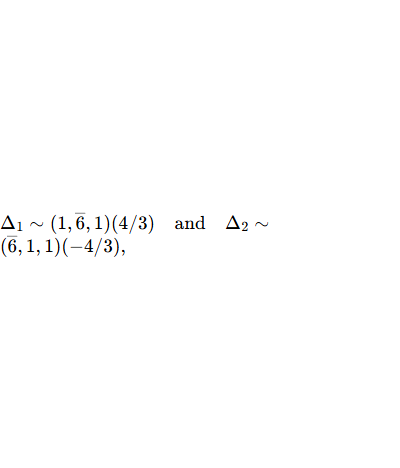 Δ₁ ∼ (1, 6̅, 1)(4/3) and Δ₂ ∼
(6̅, 1, 1)(−4/3),